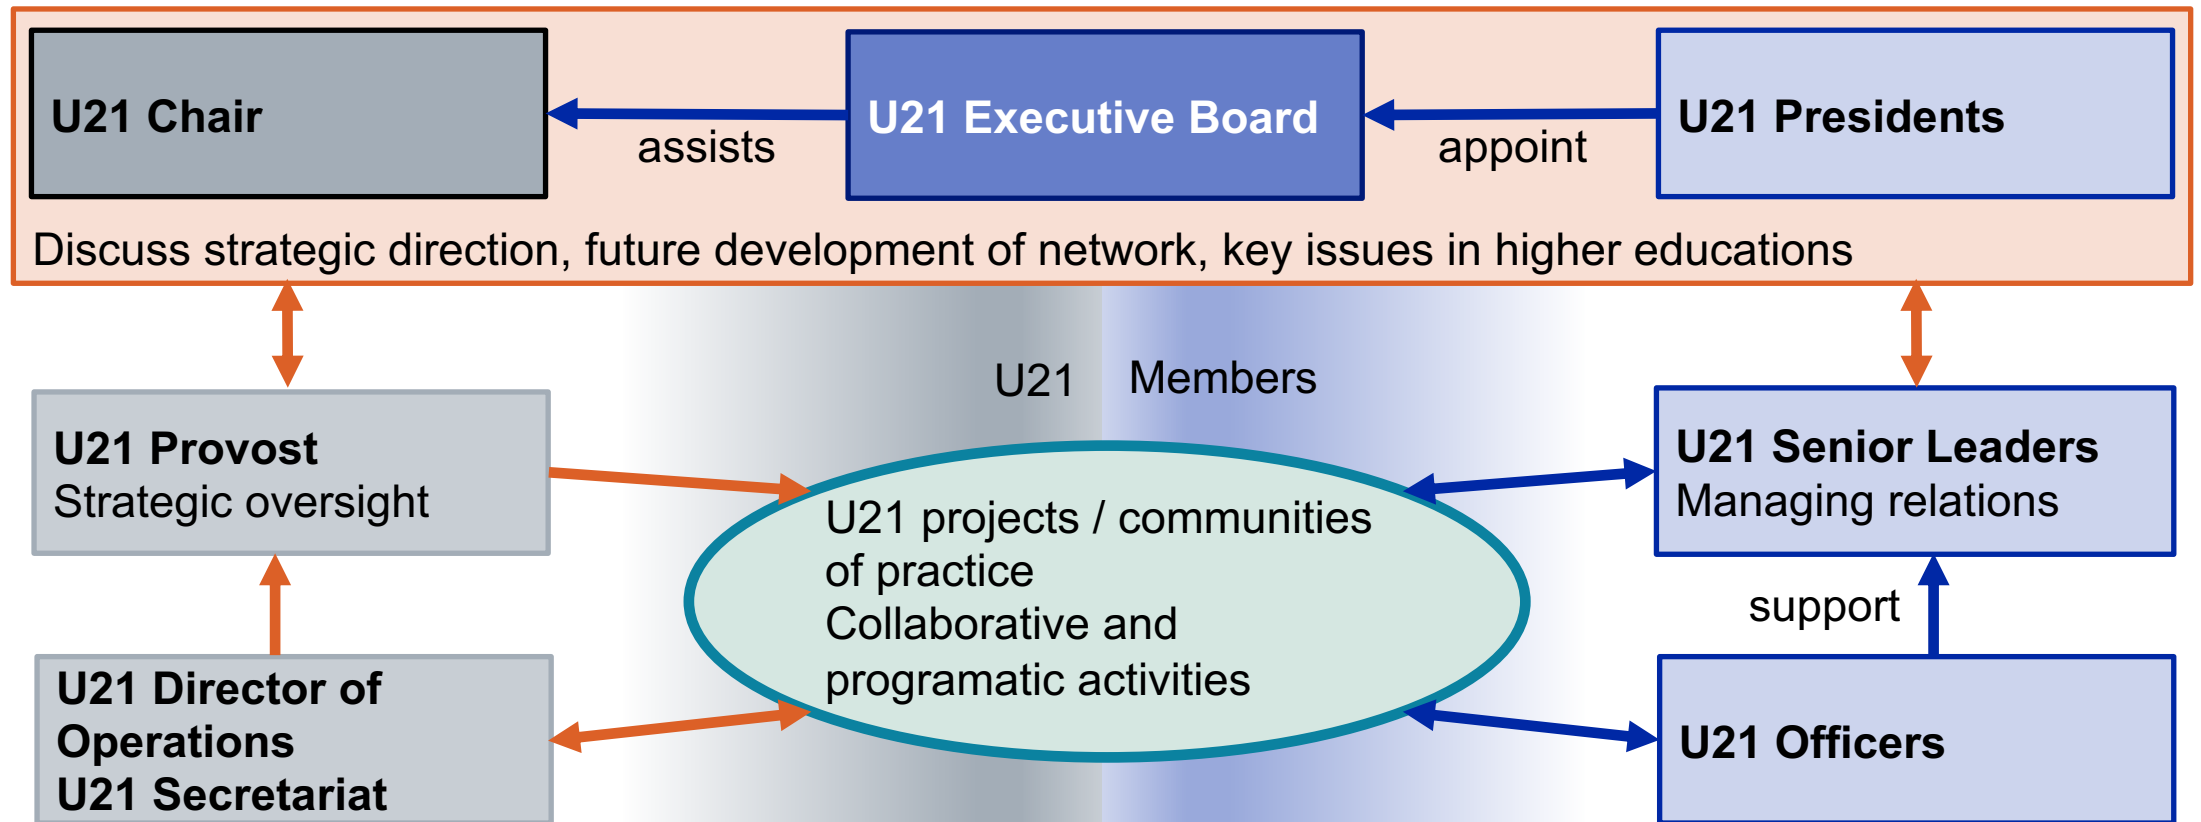 U21 Chair
assists
U21 Executive Board
appoint
U21 Presidents
Discuss strategic direction, future development of network, key issues in higher educations
U21
Members
U21 Provost
Strategic oversight
U21 projects / communities
of practice
Collaborative and
programatic activities
U21 Senior Leaders
Managing relations
support
U21 Director of
Operations
U21 Secretariat
U21 Officers